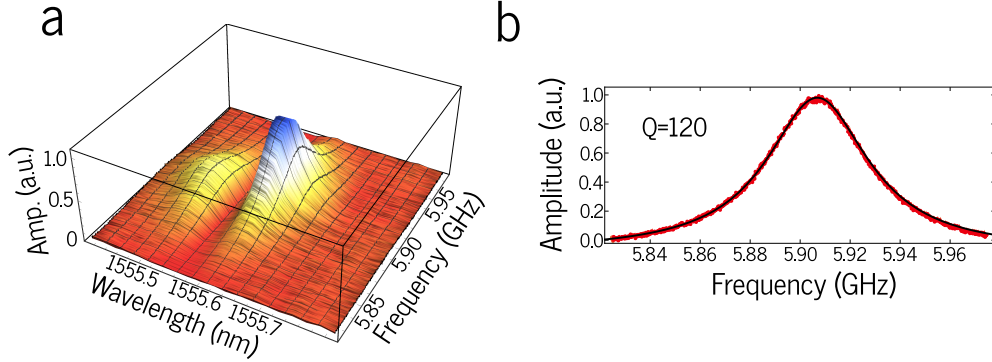 a
Amp. (a.u.)
1.0
0.5
0
1555.5
1555.6
1555.7
Wavelength (nm)
5.85
5.90
5.95
Frequency (GHz)
b
Amplitude (a.u.)
1.0
0.8
0.6
0.4
0.2
0.0
Q=120
5.84 5.86 5.88 5.90 5.92 5.94 5.96
Frequency (GHz)